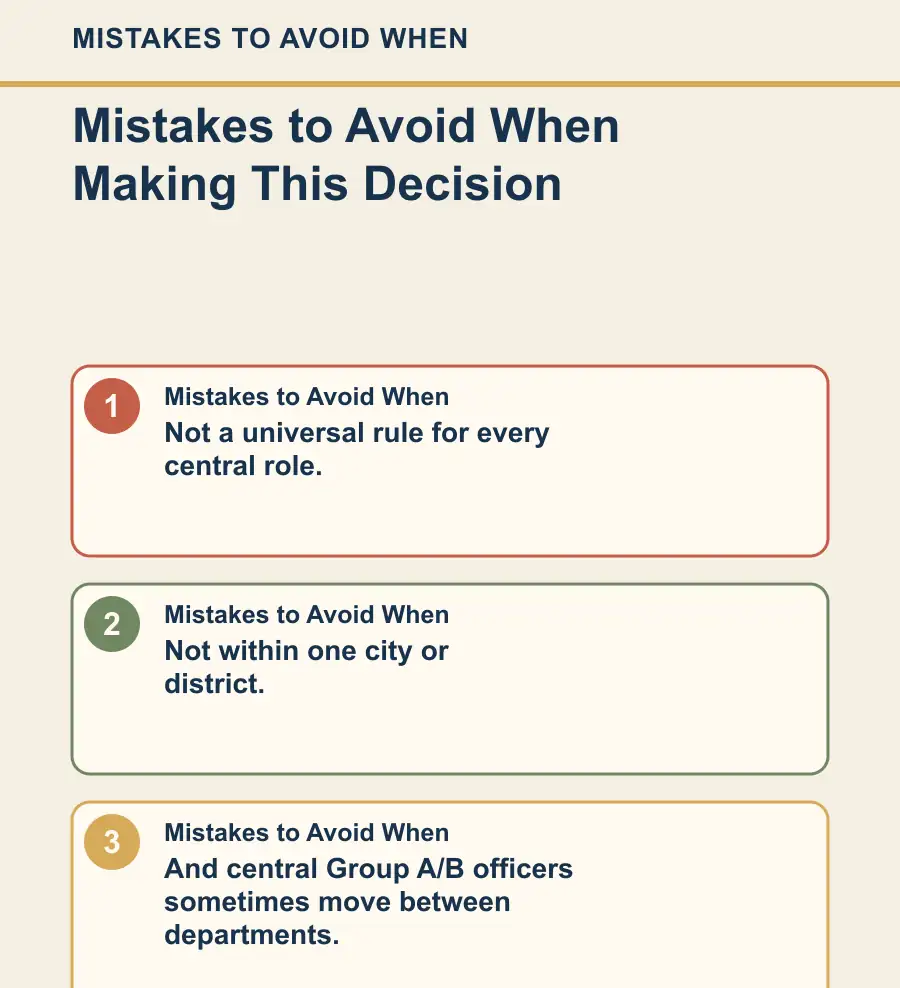 MISTAKES TO AVOID WHEN
Mistakes to Avoid When
Making This Decision
1
Mistakes to Avoid When
Not a universal rule for every
central role.
2
Mistakes to Avoid When
Not within one city or
district.
3
Mistakes to Avoid When
And central Group A/B officers
sometimes move between
departments.